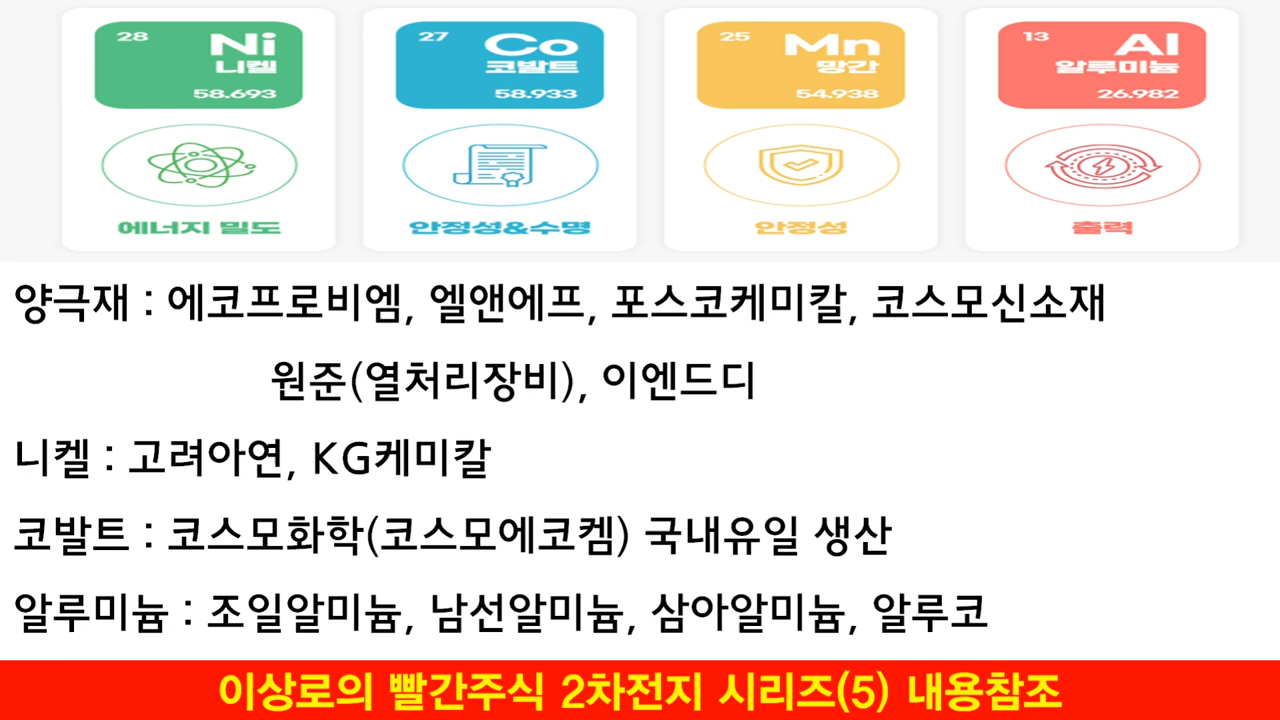 28 Ni 니켈 58.693
27 Co 코발트 58.933
25 Mn 망간 54.938
13 Al 알루미늄 26.982
에너지 밀도
안정성&수명
안정성
출력
양극재 : 에코프로비엠, 엘앤에프, 포스코케미칼, 코스모신소재
원준(열처리장비), 이엔드디
니켈 : 고려아연, KG케미칼
코발트 : 코스모화학(코스모에코켐) 국내유일 생산
알루미늄 : 조일알미늄, 남선알미늄, 삼아알미늄, 알루코
이상로의 빨간주식 2차전지 시리즈(5) 내용참조